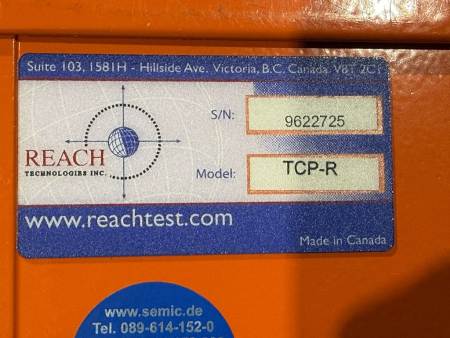 Suite 103, 1581H - Hillside Ave. Victoria, B.C. Canada V8T 2C1
S/N: 9622725
REACH
TECHNOLOGIES INC.
Model: TCP-R
www.reachtest.com
Made in Canada
www.semic.de
Tel. 089-614-152-0